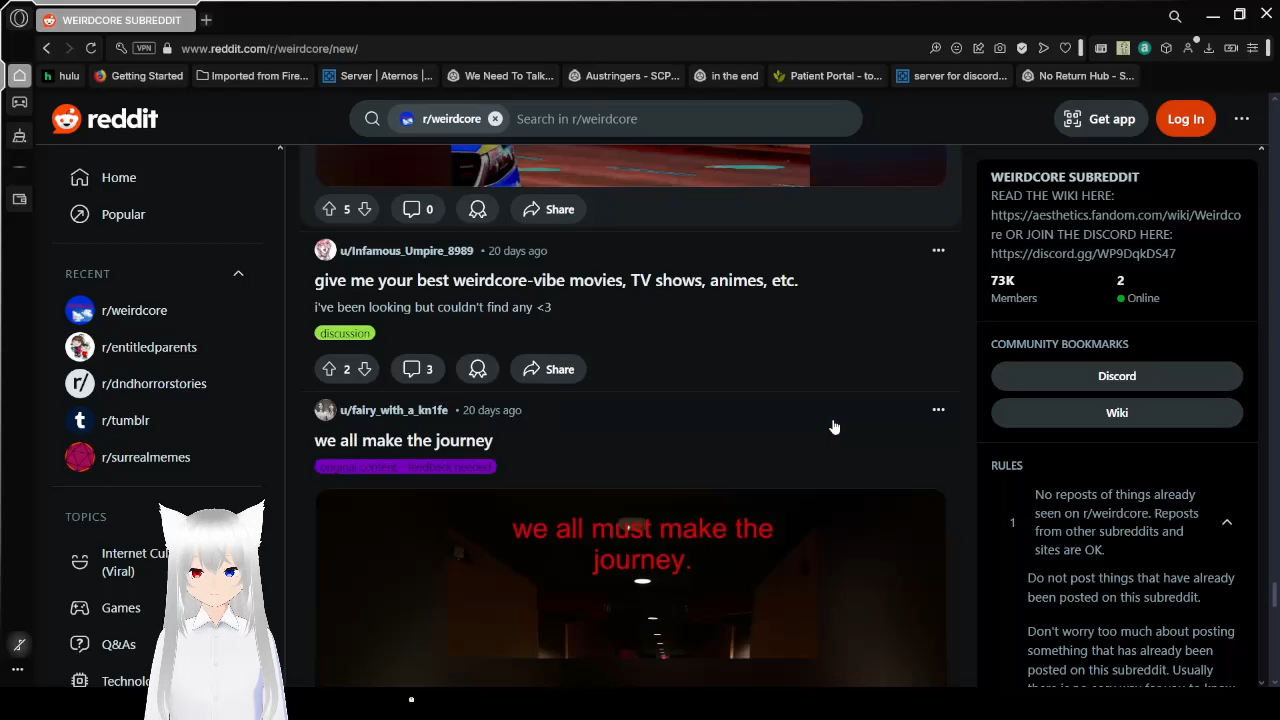 WEIRDCORE SUBREDDIT
VPN
www.reddit.com/r/weirdcore/new/
hulu
Getting Started
Imported from Fire...
Server | Aternos |...
We Need To Talk...
Austringers - SCP...
in the end
Patient Portal - to...
server for discord...
No Return Hub - S...
reddit
r/weirdcore
Search in r/weirdcore
Get app
Log In
Home
Popular
RECENT
r/weirdcore
r/entitledparents
r/dndhorrorstories
r/tumblr
r/surrealmemes
TOPICS
Internet Cul
(Viral)
Games
Q&As
Technolo
5
0
Share
u/Infamous_Umpire_8989 • 20 days ago
give me your best weirdcore-vibe movies, TV shows, animes, etc.
i've been looking but couldn't find any <3
discussion
2
3
Share
u/fairy_with_a_kn1fe • 20 days ago
we all make the journey
original content - feedback needed
we all must make the
journey.
WEIRDCORE SUBREDDIT
READ THE WIKI HERE:
https://aesthetics.fandom.com/wiki/Weirdco
re OR JOIN THE DISCORD HERE:
https://discord.gg/WP9DqkDS47
73K
Members
2
Online
COMMUNITY BOOKMARKS
Discord
Wiki
RULES
1
No reposts of things already
seen on r/weirdcore. Reposts
from other subreddits and
sites are OK.
Do not post things that have already
been posted on this subreddit.
Don't worry too much about posting
something that has already been
posted on this subreddit. Usually